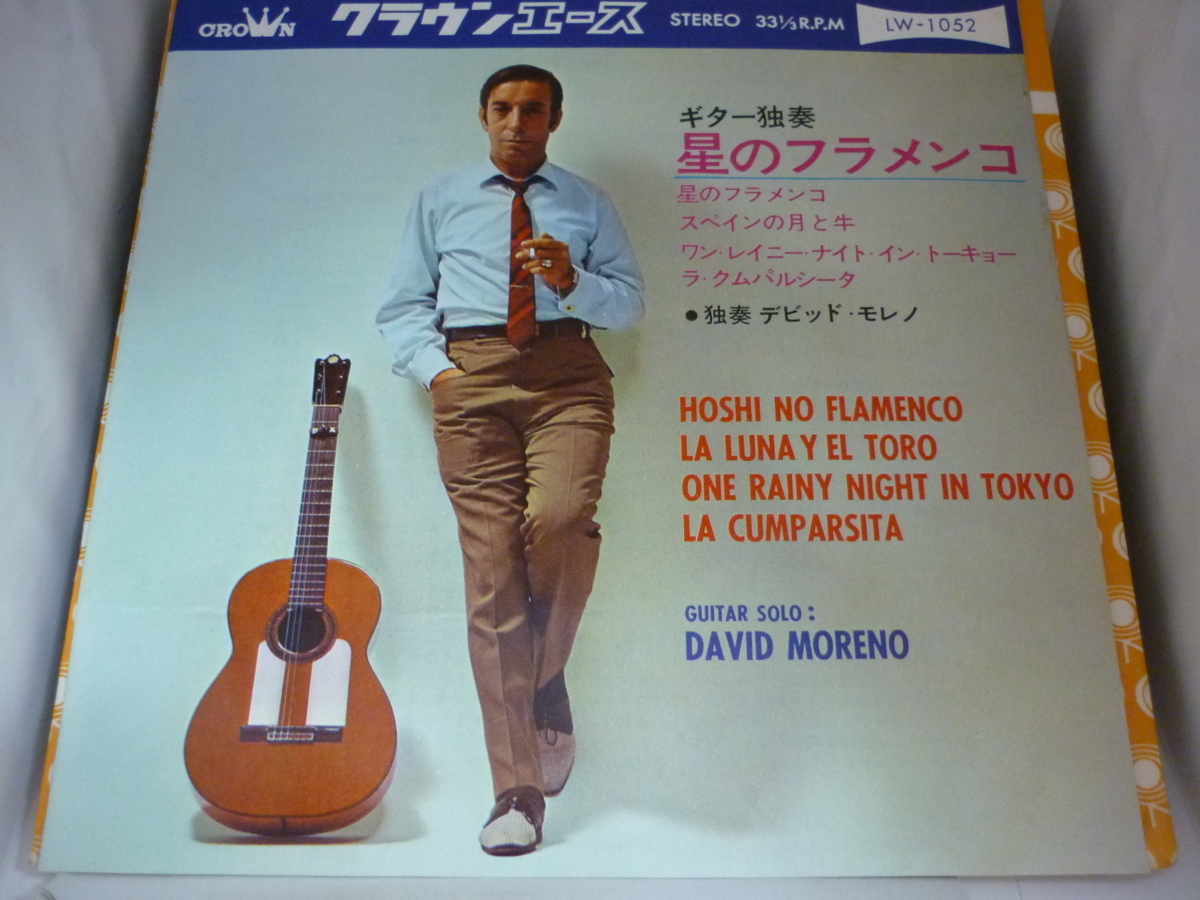 CROWN クラウンエース STEREO 33 1/3 R.P.M LW-1052
ギター独奏
星のフラメンコ
星のフラメンコ
スペインの月と牛
ワン・レイニー・ナイト・イン・トーキョー
ラ・クムパルシータ
●独奏 デビッド・モレノ
HOSHI NO FLAMENCO
LA LUNA Y EL TORO
ONE RAINY NIGHT IN TOKYO
LA CUMPARSITA
GUITAR SOLO:
DAVID MORENO